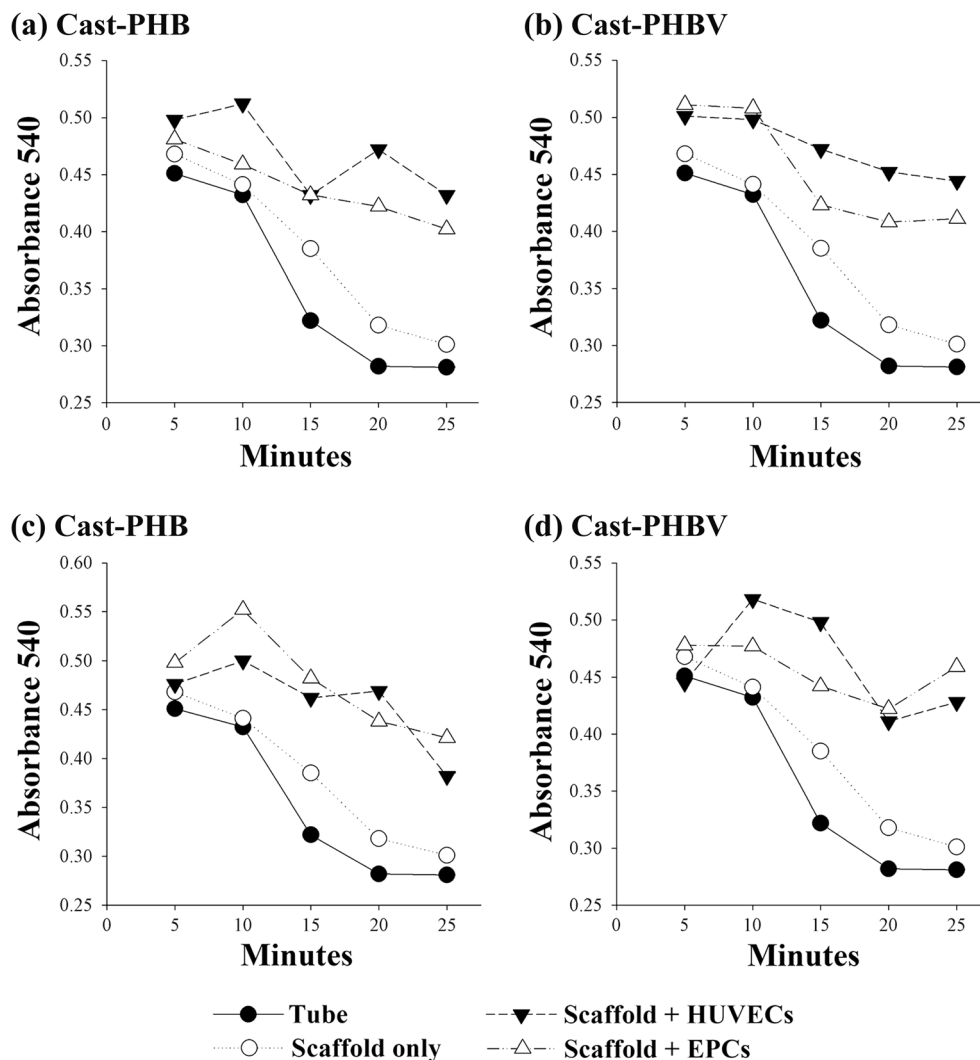 (a) Cast-PHB
0.55
0.50
0.45
0.40
0.35
0.30
0.25
Absorbance 540
0 5 10 15 20 25
Minutes
(b) Cast-PHBV
0.55
0.50
0.45
0.40
0.35
0.30
0.25
Absorbance 540
0 5 10 15 20 25
Minutes
(c) Cast-PHB
0.60
0.55
0.50
0.45
0.40
0.35
0.30
0.25
Absorbance 540
0 5 10 15 20 25
Minutes
(d) Cast-PHBV
0.55
0.50
0.45
0.40
0.35
0.30
0.25
Absorbance 540
0 5 10 15 20 25
Minutes
Tube
Scaffold only
Scaffold + HUVECs
Scaffold + EPCs